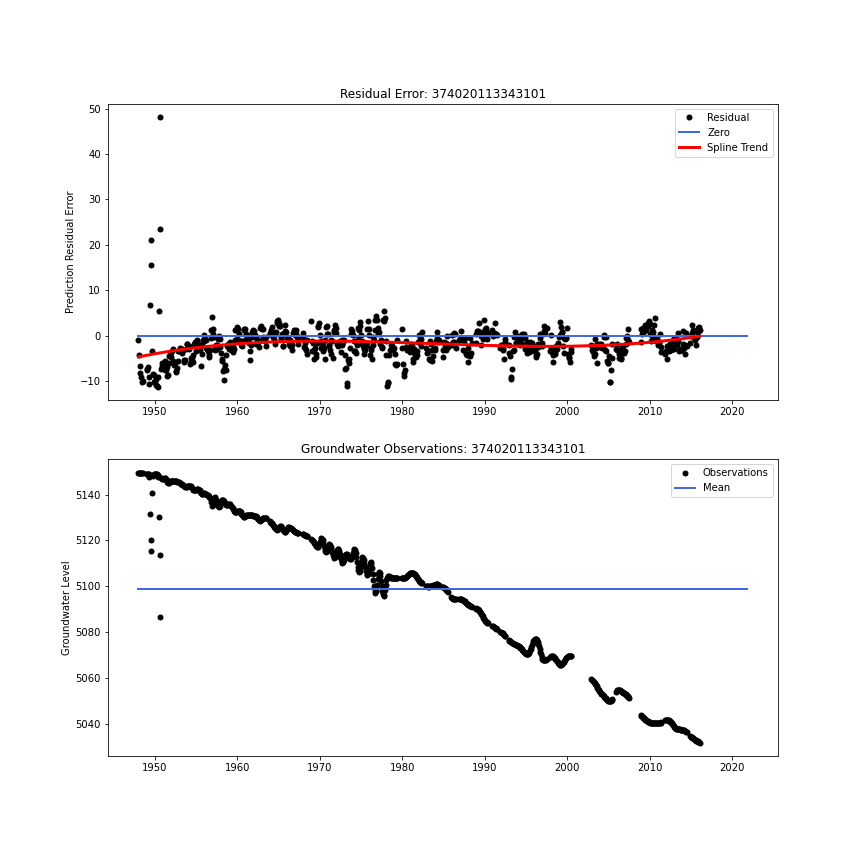 Residual Error: 374020113343101
Prediction Residual Error
50
40
30
20
10
0
−10
Residual
Zero
Spline Trend
1950 1960 1970 1980 1990 2000 2010 2020
Groundwater Observations: 374020113343101
Groundwater Level
5140
5120
5100
5080
5060
5040
Observations
Mean
1950 1960 1970 1980 1990 2000 2010 2020